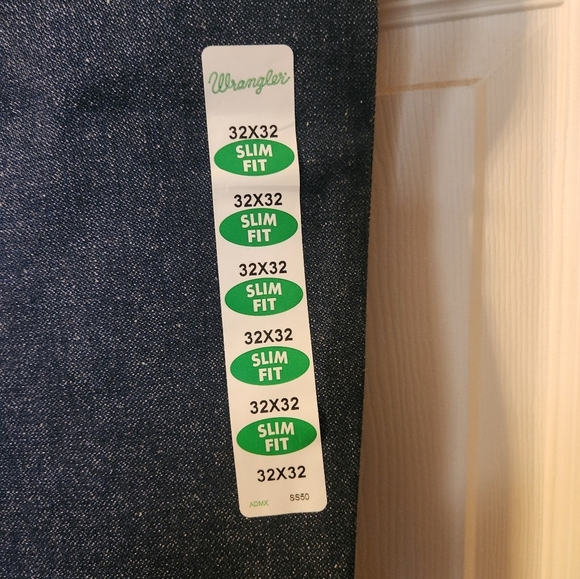 Wrangler
32X32
SLIM
FIT
32X32
SLIM
FIT
32X32
SLIM
FIT
32X32
SLIM
FIT
32X32
SLIM
FIT
32X32
ADMX SS50